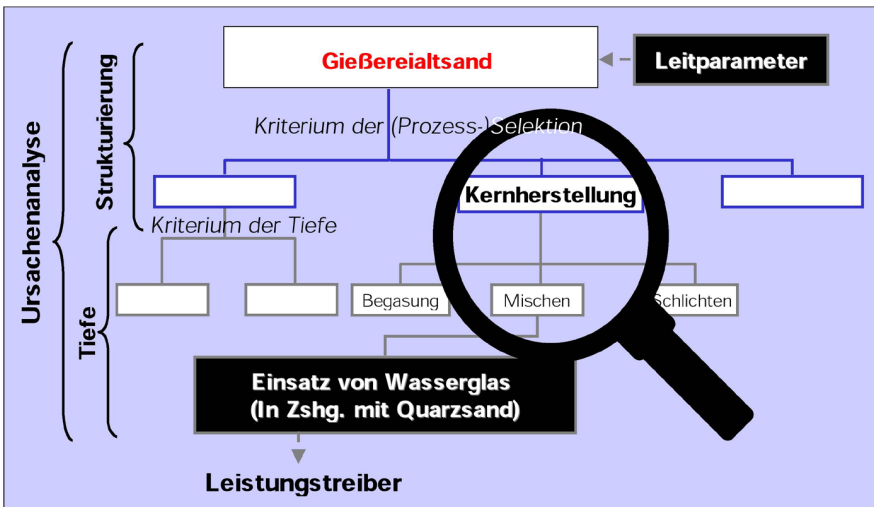 Gießereialtsand
Leitparameter
Kriterium der (Prozess-)Selektion
Ursachenanalyse
Strukturierung
Kernherstellung
Kriterium der Tiefe
Tiefe
Begasung
Mischen
Schlichten
Einsatz von Wasserglas
(In Zshg. mit Quarzsand)
Leistungstreiber